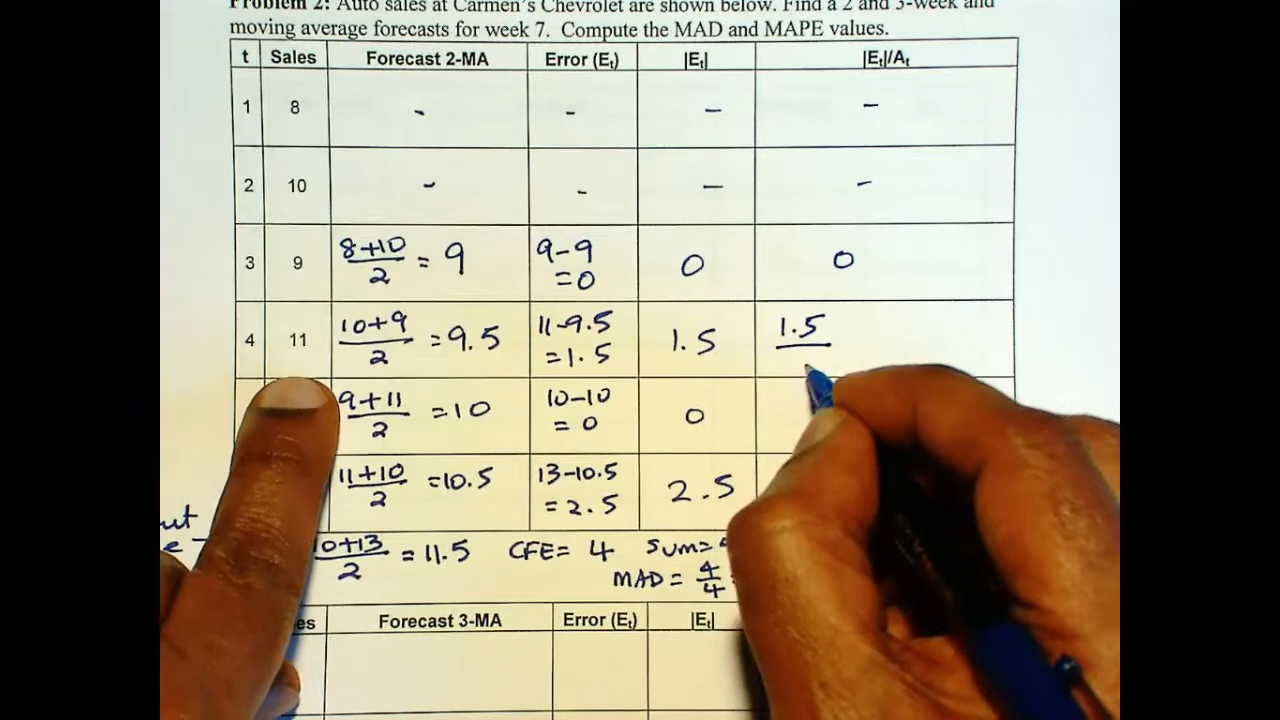 Problem 2: Auto sales at Carmen's Chevrolet are shown below. Find a 2 and 3-week and
moving average forecasts for week 7. Compute the MAD and MAPE values.
t Sales Forecast 2-MA Error (Et) |Et| |Et|/At
1 8 - - - -
2 10 - - - -
3 9 8+10/2 = 9 9-9 =0 0 0
4 11 10+9/2 =9.5 11-9.5 =1.5 1.5 1.5
9+11/2 =10 10-10 = 0 0
11+10/2 =10.5 13-10.5 = 2.5 2.5
10+13/2 = 11.5 CFE= 4 SUM=
MAD = 4/4
Forecast 3-MA Error (Et) |Et|